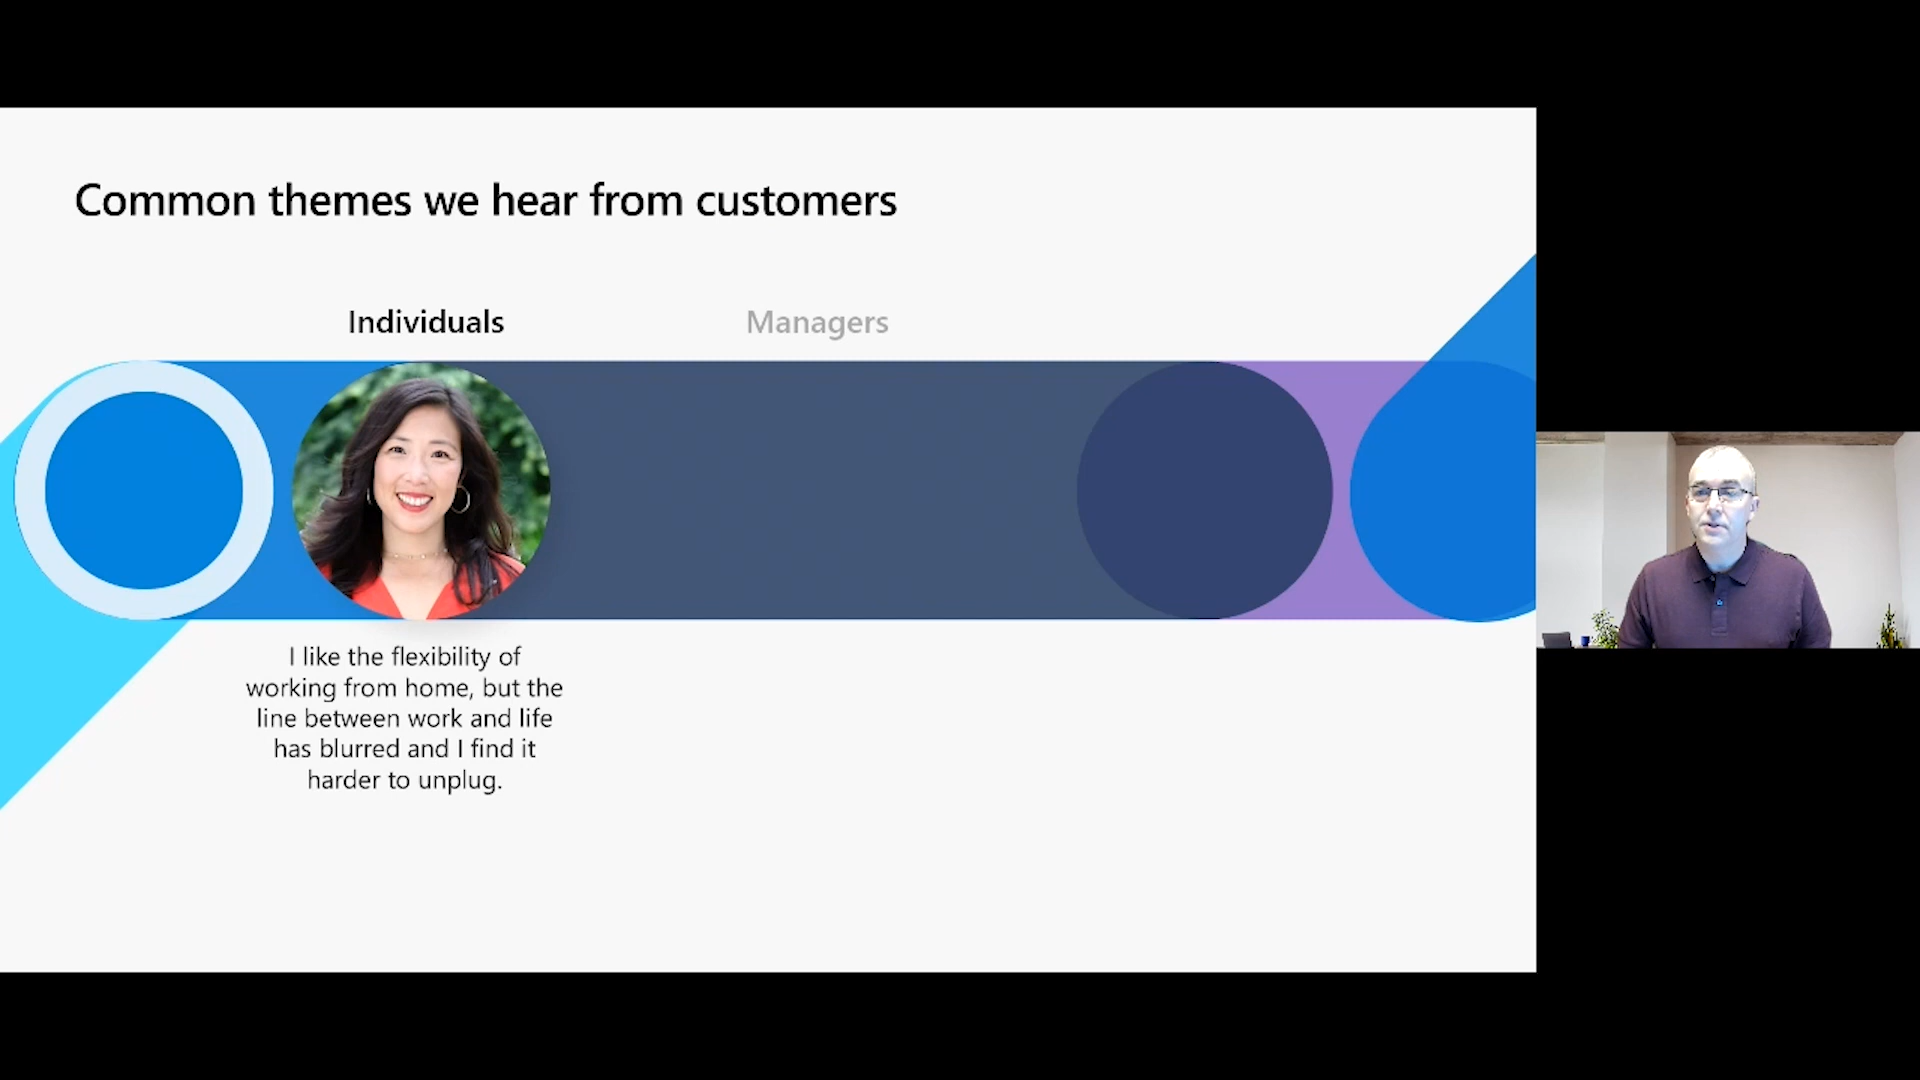 Common themes we hear from customers
Individuals
Managers
I like the flexibility of
working from home, but the
line between work and life
has blurred and I find it
harder to unplug.